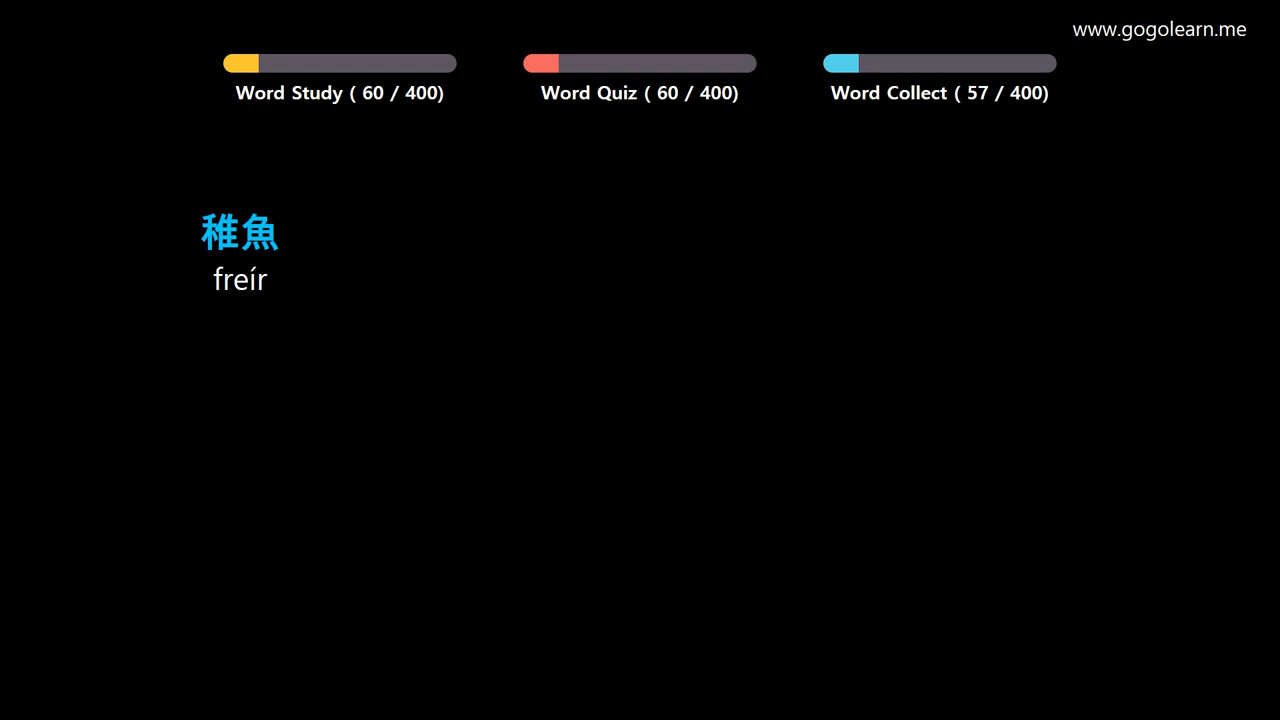 www.gogolearn.me
Word Study ( 60 / 400)
Word Quiz ( 60 / 400)
Word Collect ( 57 / 400)
稚魚
freír